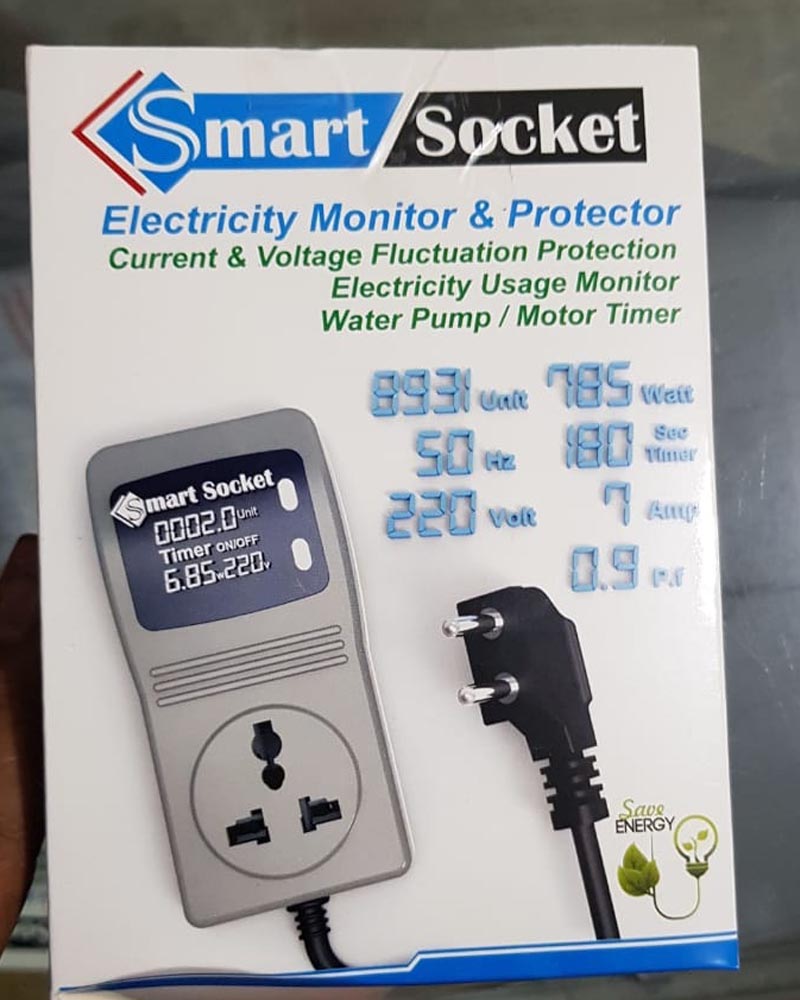 Smart Socket
Electricity Monitor & Protector
Current & Voltage Fluctuation Protection
Electricity Usage Monitor
Water Pump / Motor Timer
8931 Unit 785 Watt
50 Hz 180 Sec Timer
220 Volt 7 Amp
0.9 P.f
Smart Socket
0002.0 Unit
Timer ON/OFF
6.85w220v
Save
ENERGY